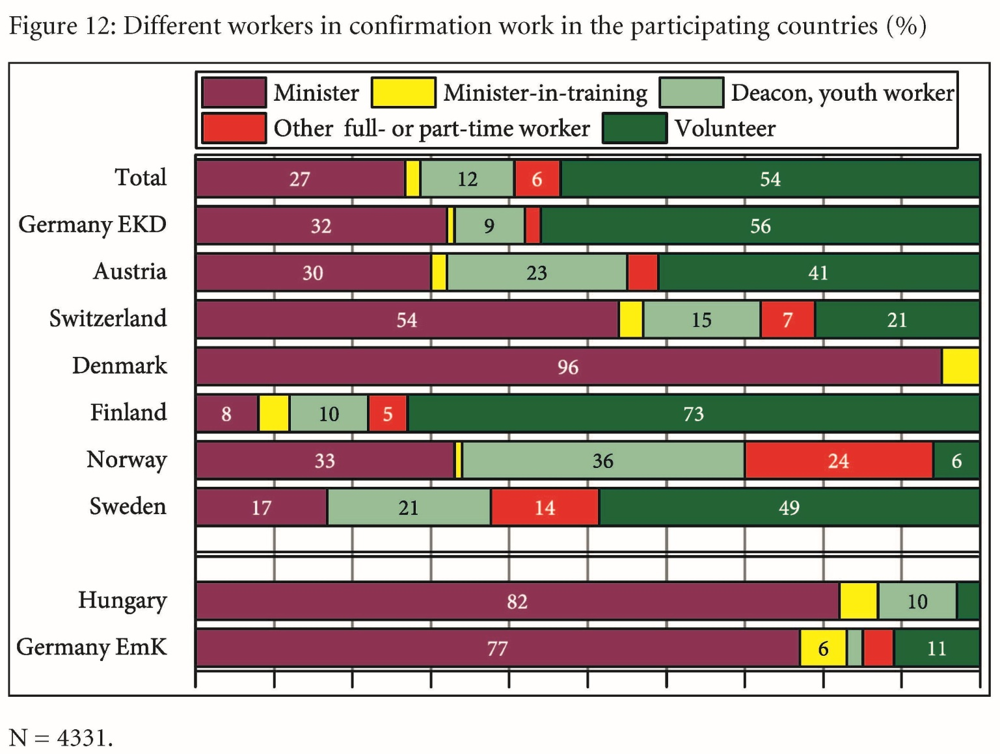 Figure 12: Different workers in confirmation work in the participating countries (%)
Minister Minister-in-training Deacon, youth worker
Other full- or part-time worker Volunteer
Total 27 12 6 54
Germany EKD 32 9 56
Austria 30 23 41
Switzerland 54 15 7 21
Denmark 96
Finland 8 10 5 73
Norway 33 36 24 6
Sweden 17 21 14 49
Hungary 82 10
Germany EmK 77 6 11
N = 4331.